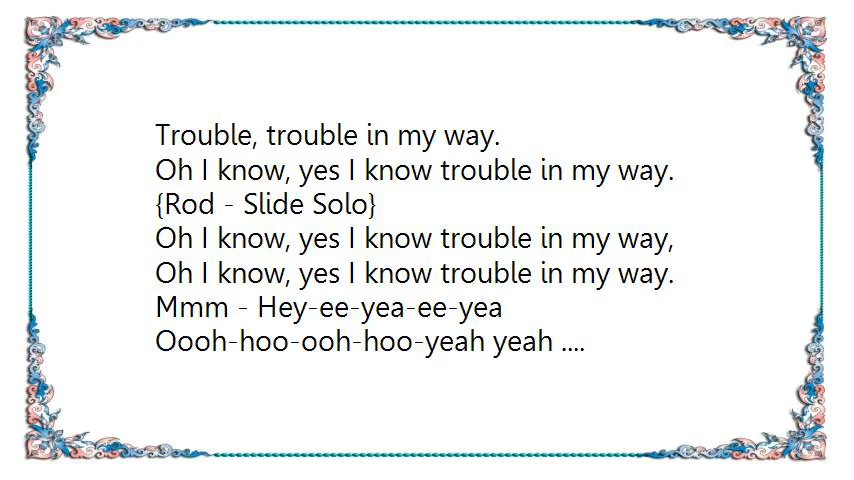 Trouble, trouble in my way.
Oh I know, yes I know trouble in my way.
{Rod - Slide Solo}
Oh I know, yes I know trouble in my way,
Oh I know, yes I know trouble in my way.
Mmm - Hey-ee-yea-ee-yea
Oooh-hoo-ooh-hoo-yeah yeah ....